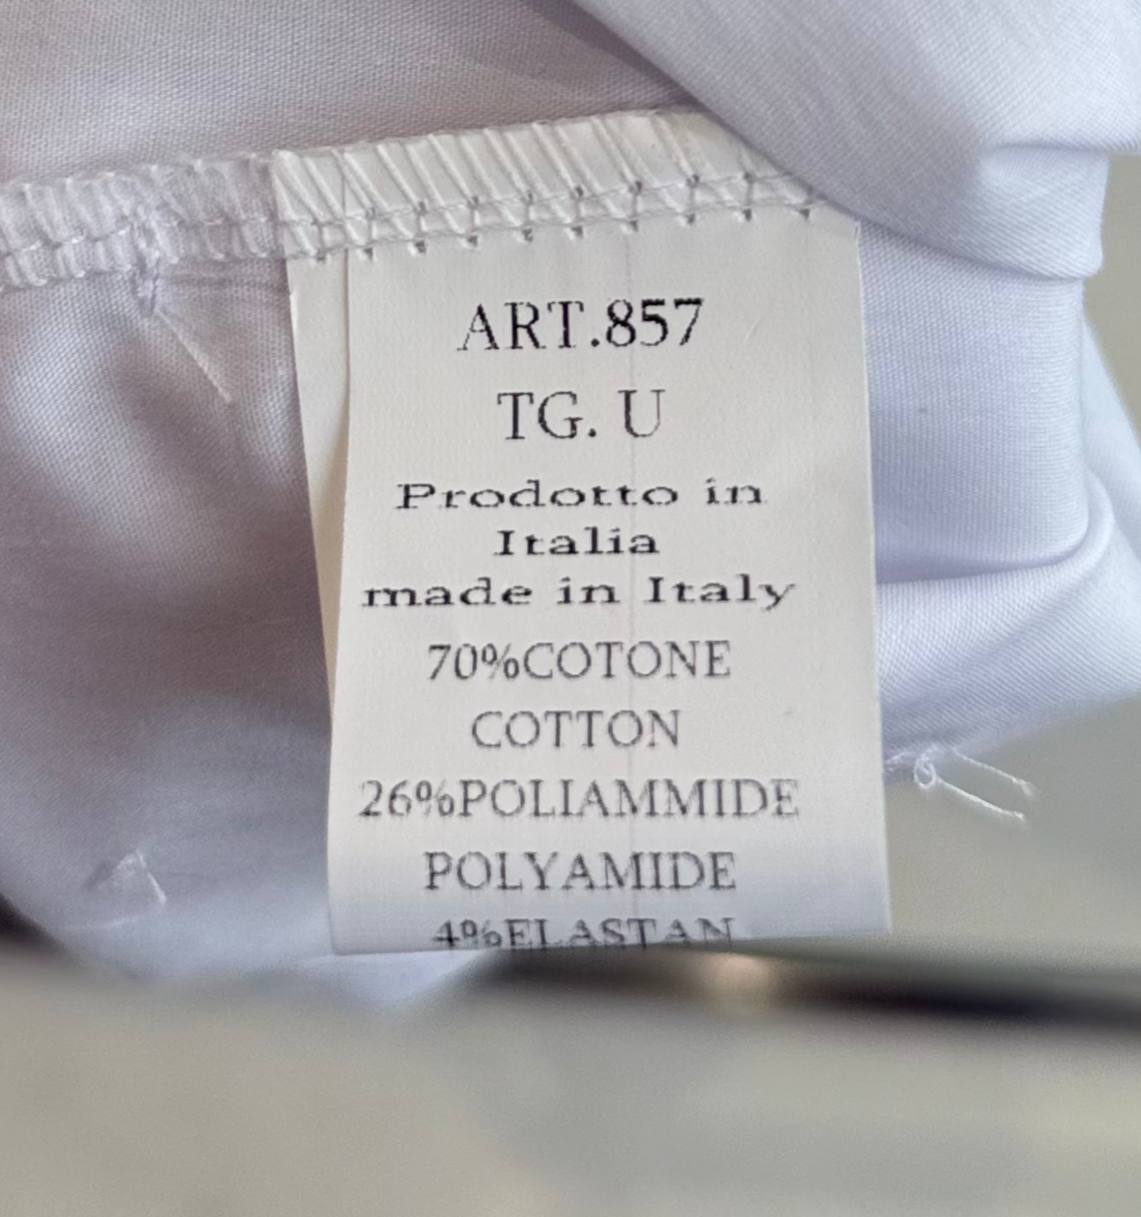 ART.857
TG. U
Prodotto in
Italia
made in Italy
70%COTONE
COTTON
26%POLIAMMIDE
POLYAMIDE
4%ELASTAN